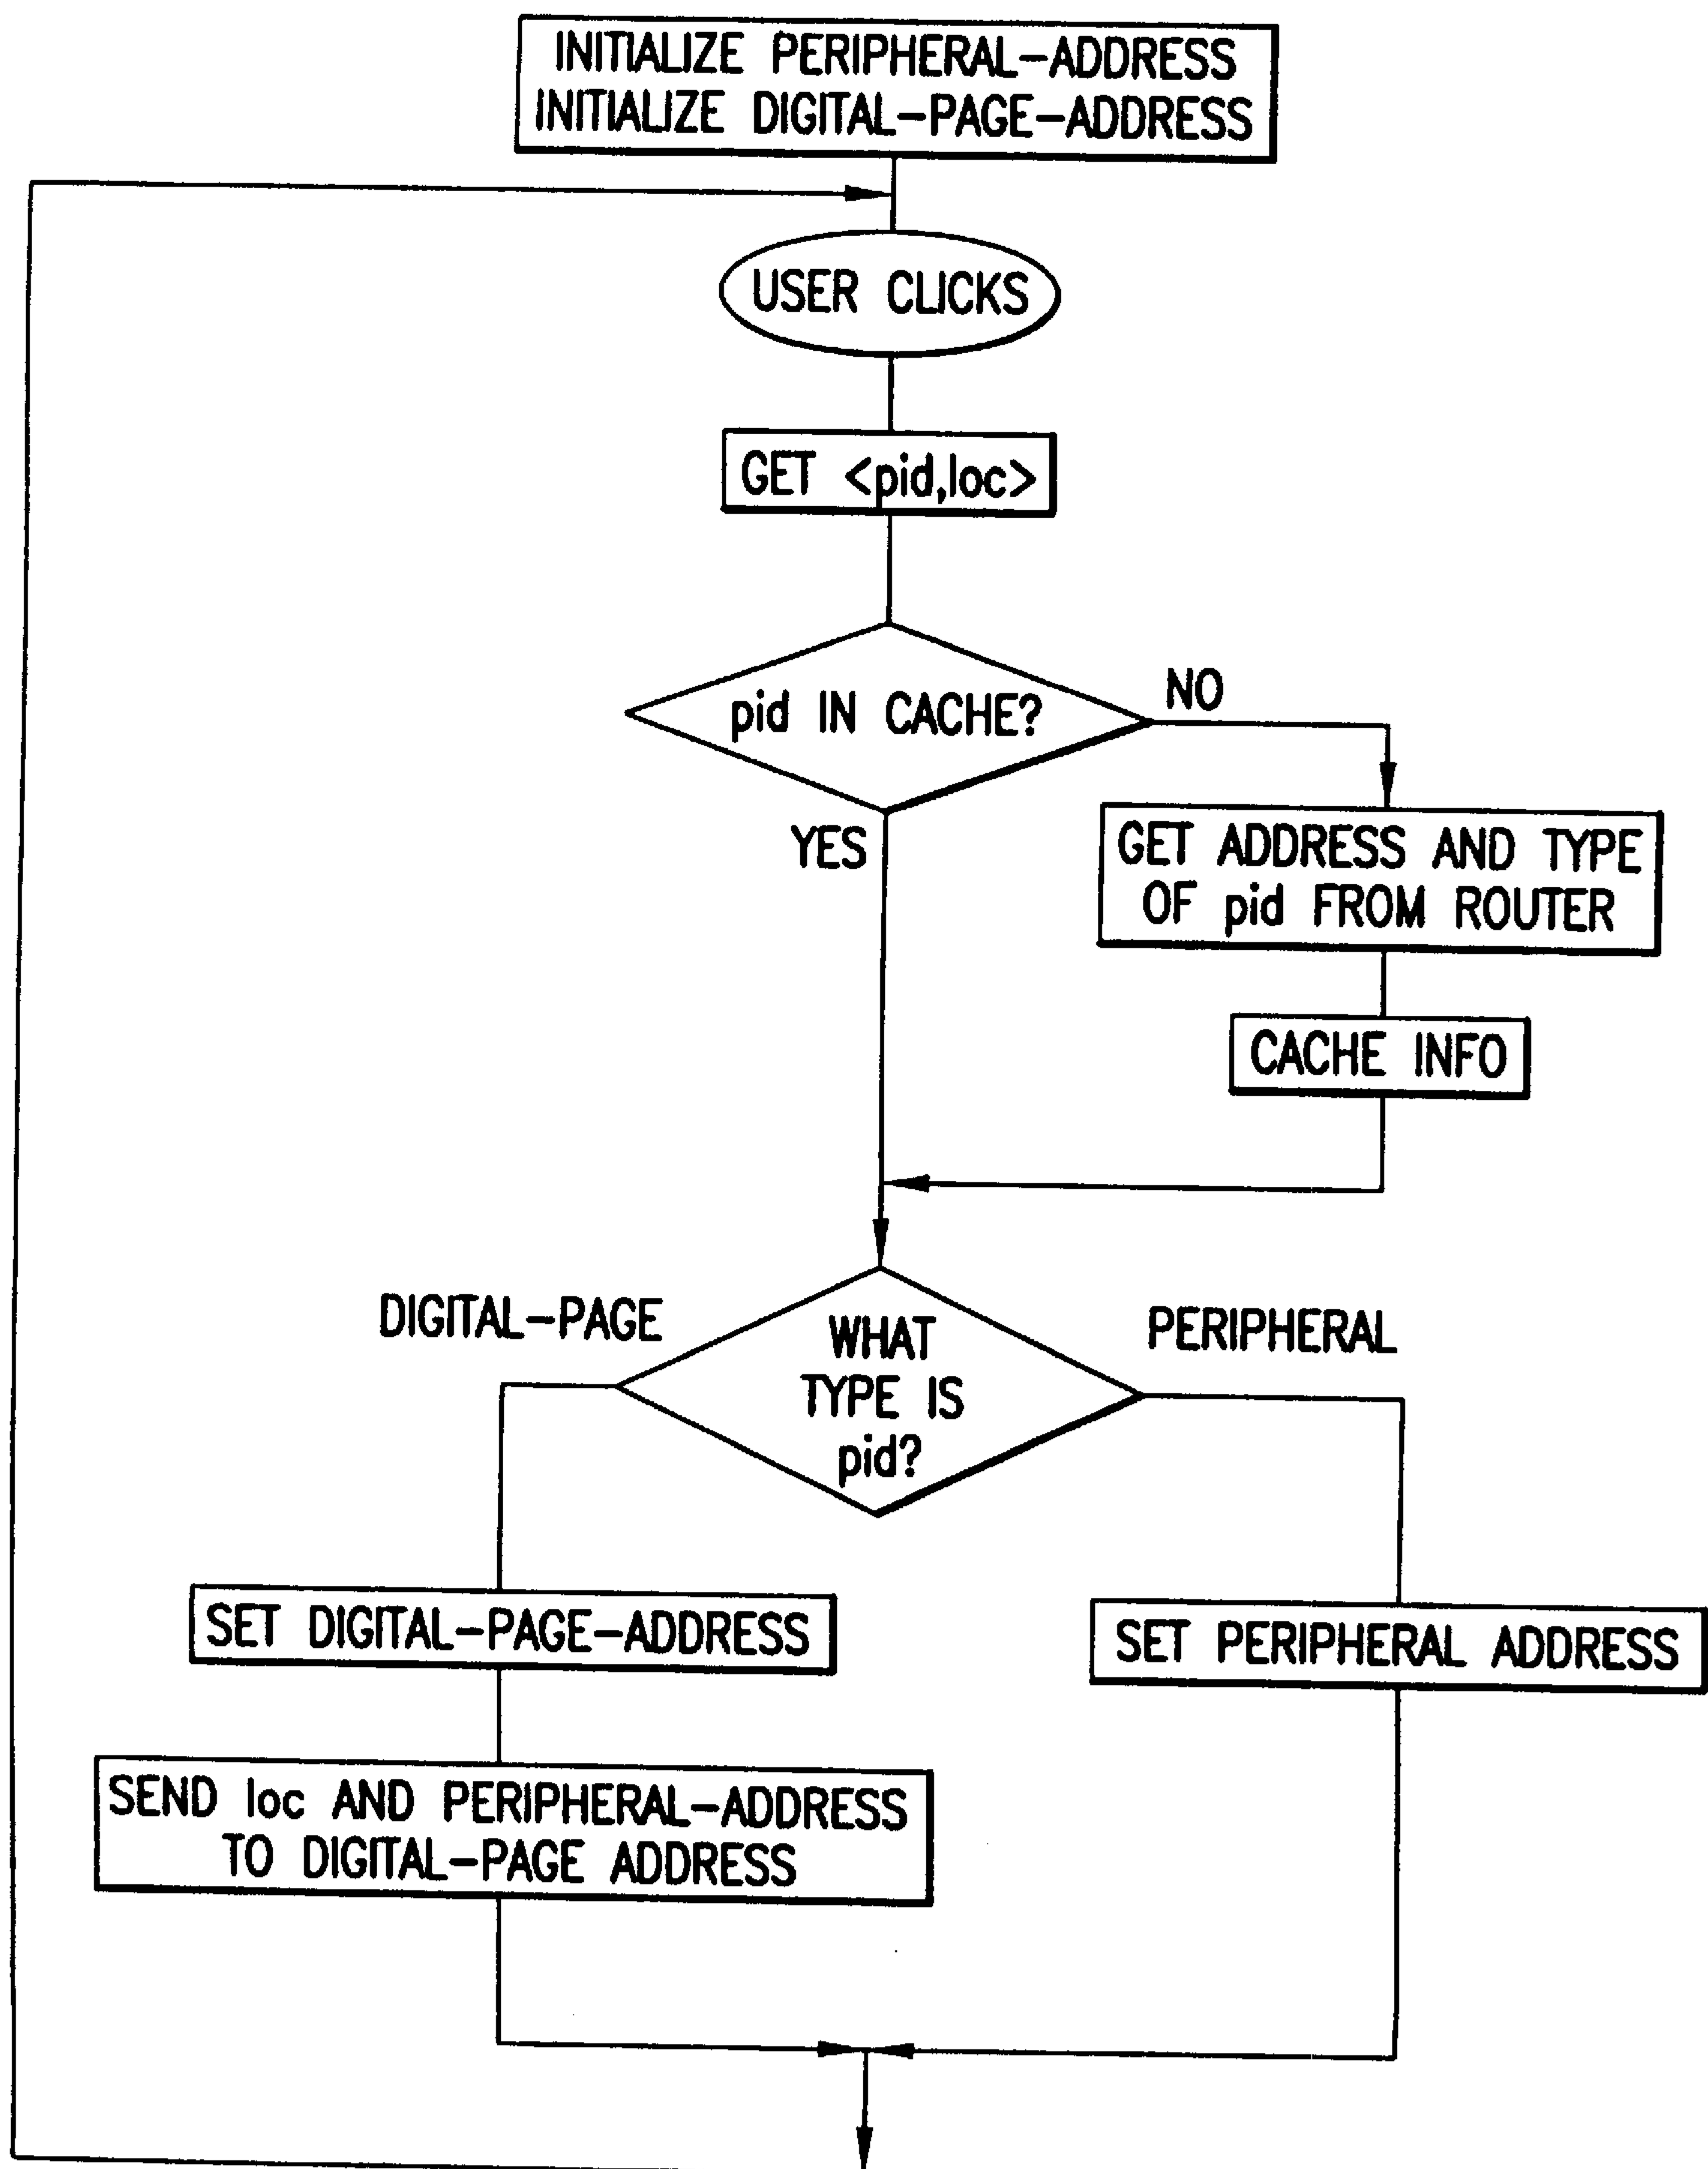 INITIALIZE PERIPHERAL-ADDRESS
INITIALIZE DIGITAL-PAGE-ADDRESS
USER CLICKS
GET <pid,loc>
pid IN CACHE?
NO
YES
GET ADDRESS AND TYPE
OF pid FROM ROUTER
CACHE INFO
DIGITAL-PAGE
WHAT
TYPE IS
pid?
PERIPHERAL
SET DIGITAL-PAGE-ADDRESS
SET PERIPHERAL ADDRESS
SEND loc AND PERIPHERAL-ADDRESS
TO DIGITAL-PAGE ADDRESS